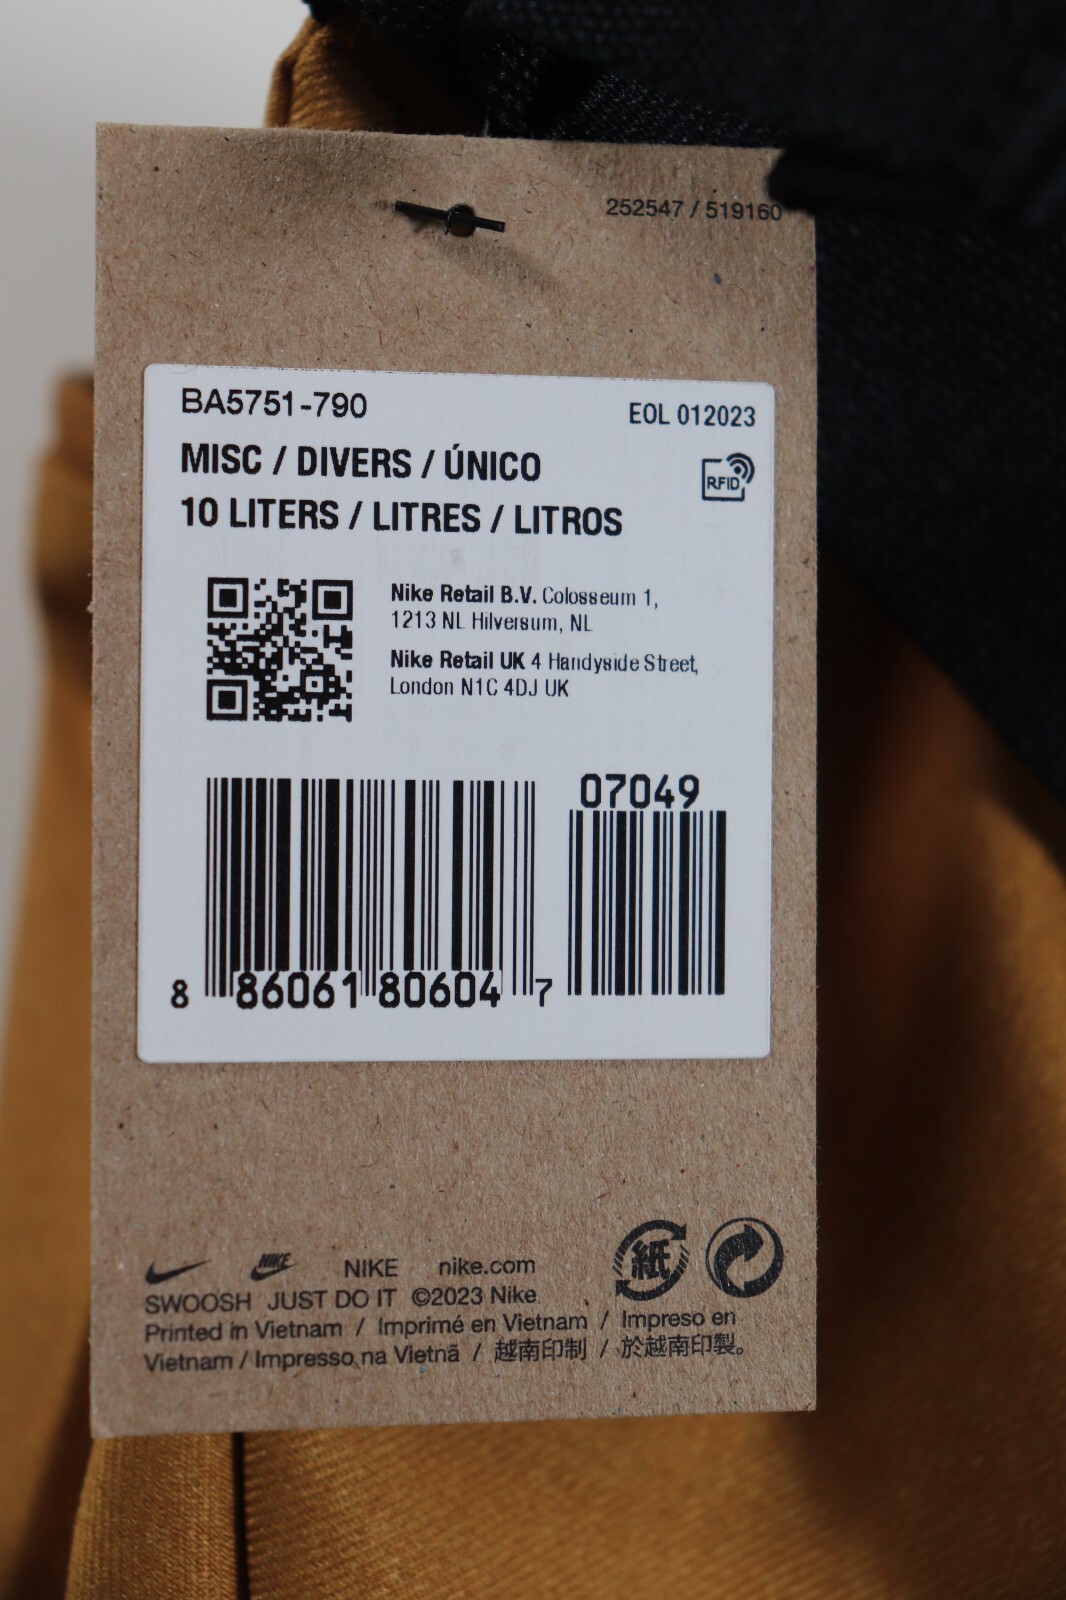 252547 / 519160
BA5751-790
EOL 012023
MISC / DIVERS / ÚNICO
RFID
10 LITERS / LITRES / LITROS
Nike Retail B.V. Colosseum 1,
1213 NL Hilversum, NL
Nike Retail UK 4 Handyside Street,
London N1C 4DJ UK
07049
8 86061 80604 7
紙
NIKE NIKE nike.com
SWOOSH JUST DO IT ©2023 Nike
Printed in Vietnam / Imprimé en Vietnam / Impreso en
Vietnam / Impresso na Vietnã / 越南印制 / 於越南印製。